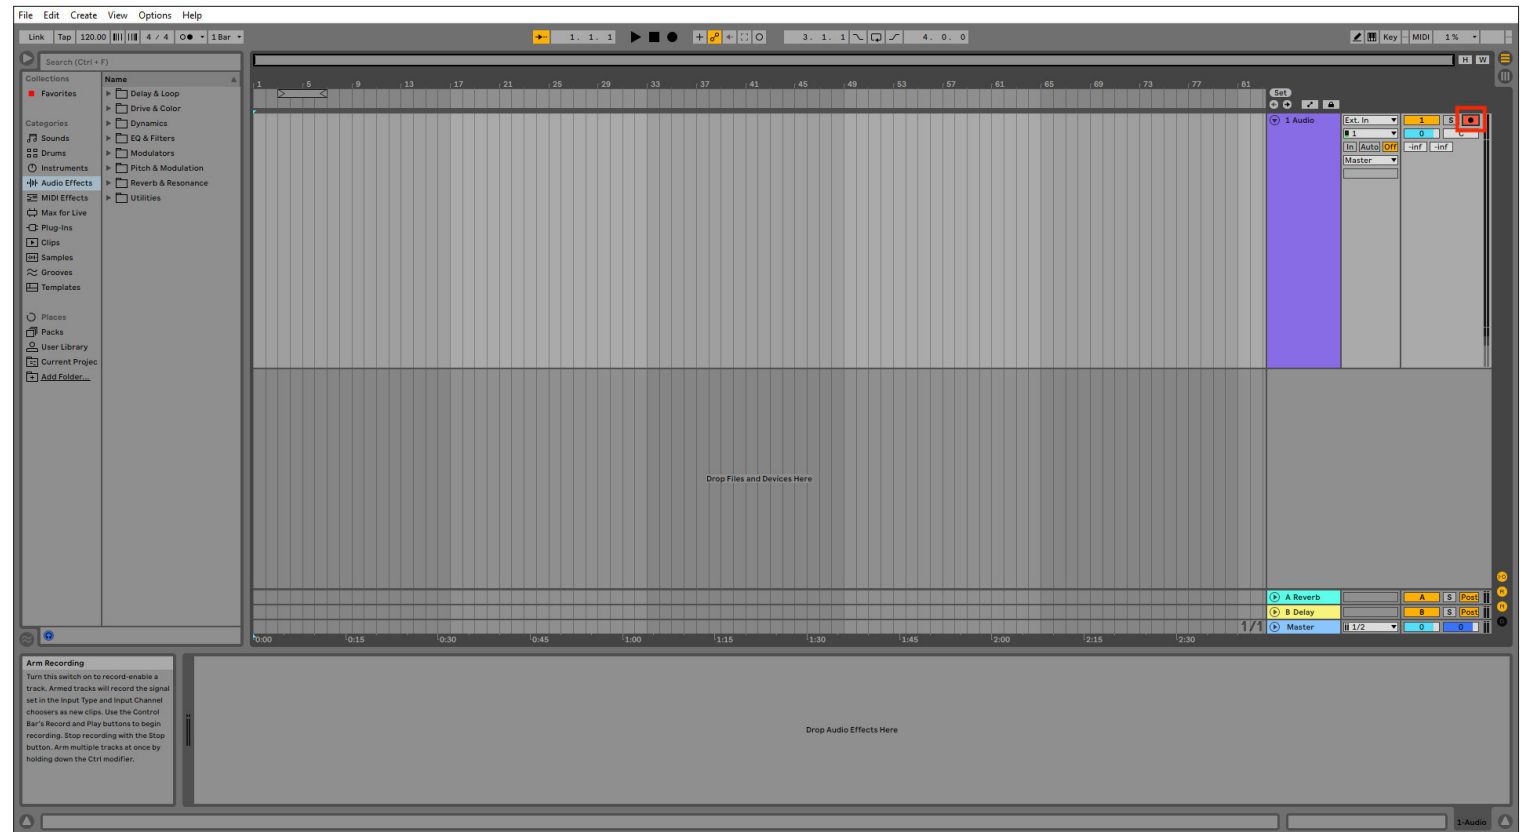 File Edit Create View Options Help
Link Tap 120.00 4 / 4 1 Bar 1. 1. 1 3. 1. 1 4. 0. 0 Key MIDI 1 %
Search (Ctrl + F)
H W
Collections
Favorites
Categories
Sounds
Drums
Instruments
Audio Effects
MIDI Effects
Max for Live
Plug-Ins
Clips
Samples
Grooves
Templates
Places
Packs
User Library
Current Projec
Add Folder...
Name
Delay & Loop
Drive & Color
Dynamics
EQ & Filters
Modulators
Pitch & Modulation
Reverb & Resonance
Utilities
1 5 9 13 17 21 25 29 33 37 41 45 49 53 57 61 65 69 73 77 81
Set
1 Audio Ext. In 1 S
1 0 C
In Auto Off -inf -inf
Master
Drop Files and Devices Here
A Reverb A S Post
B Delay B S Post
1/1 Master 1/2 0 0
0:00 0:15 0:30 0:45 1:00 1:15 1:30 1:45 2:00 2:15 2:30
Arm Recording
Turn this switch on to record-enable a
track. Armed tracks will record the signal
set in the Input Type and Input Channel
choosers as new clips. Use the Control
Bar's Record and Play buttons to begin
recording. Stop recording with the Stop
button. Arm multiple tracks at once by
holding down the Ctrl modifier.
Drop Audio Effects Here
1-Audio